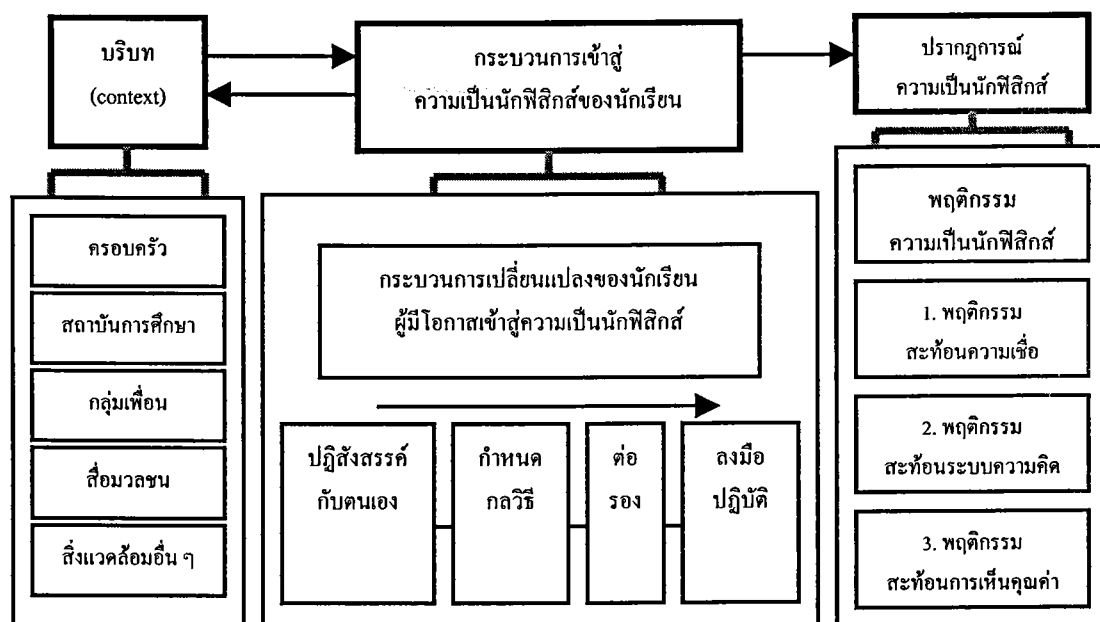 บริบท
(context)
กระบวนการเข้าสู่
ความเป็นนักฟิสิกส์ของนักเรียน
ปรากฏการณ์
ความเป็นนักฟิสิกส์
ครอบครัว
สถาบันการศึกษา
กลุ่มเพื่อน
สื่อมวลชน
สิ่งแวดล้อมอื่น ๆ
กระบวนการเปลี่ยนแปลงของนักเรียน
ผู้มีโอกาสเข้าสู่ความเป็นนักฟิสิกส์
ปฏิสังสรรค์
กับตนเอง
กำหนด
กลวิธี
ต่อ
รอง
ลงมือ
ปฏิบัติ
พฤติกรรม
ความเป็นนักฟิสิกส์
1. พฤติกรรม
สะท้อนความเชื่อ
2. พฤติกรรม
สะท้อนระบบความคิด
3. พฤติกรรม
สะท้อนการเห็นคุณค่า